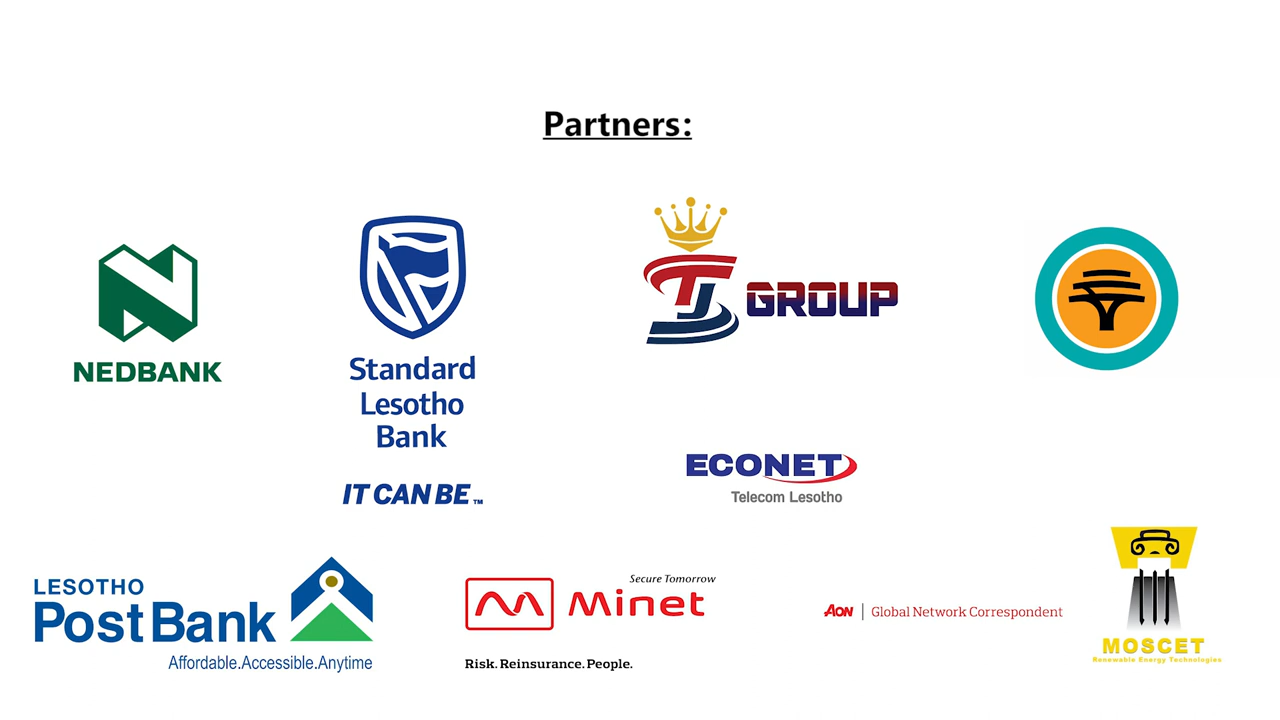 Partners:
NEDBANK
Standard
Lesotho
Bank
IT CAN BE™
TS GROUP
ECONET
Telecom Lesotho
LESOTHO
PostBank
Affordable.Accessible.Anytime
Secure Tomorrow
Minet
Risk. Reinsurance. People.
AON | Global Network Correspondent
MOSCET
Renewable Energy Technologies